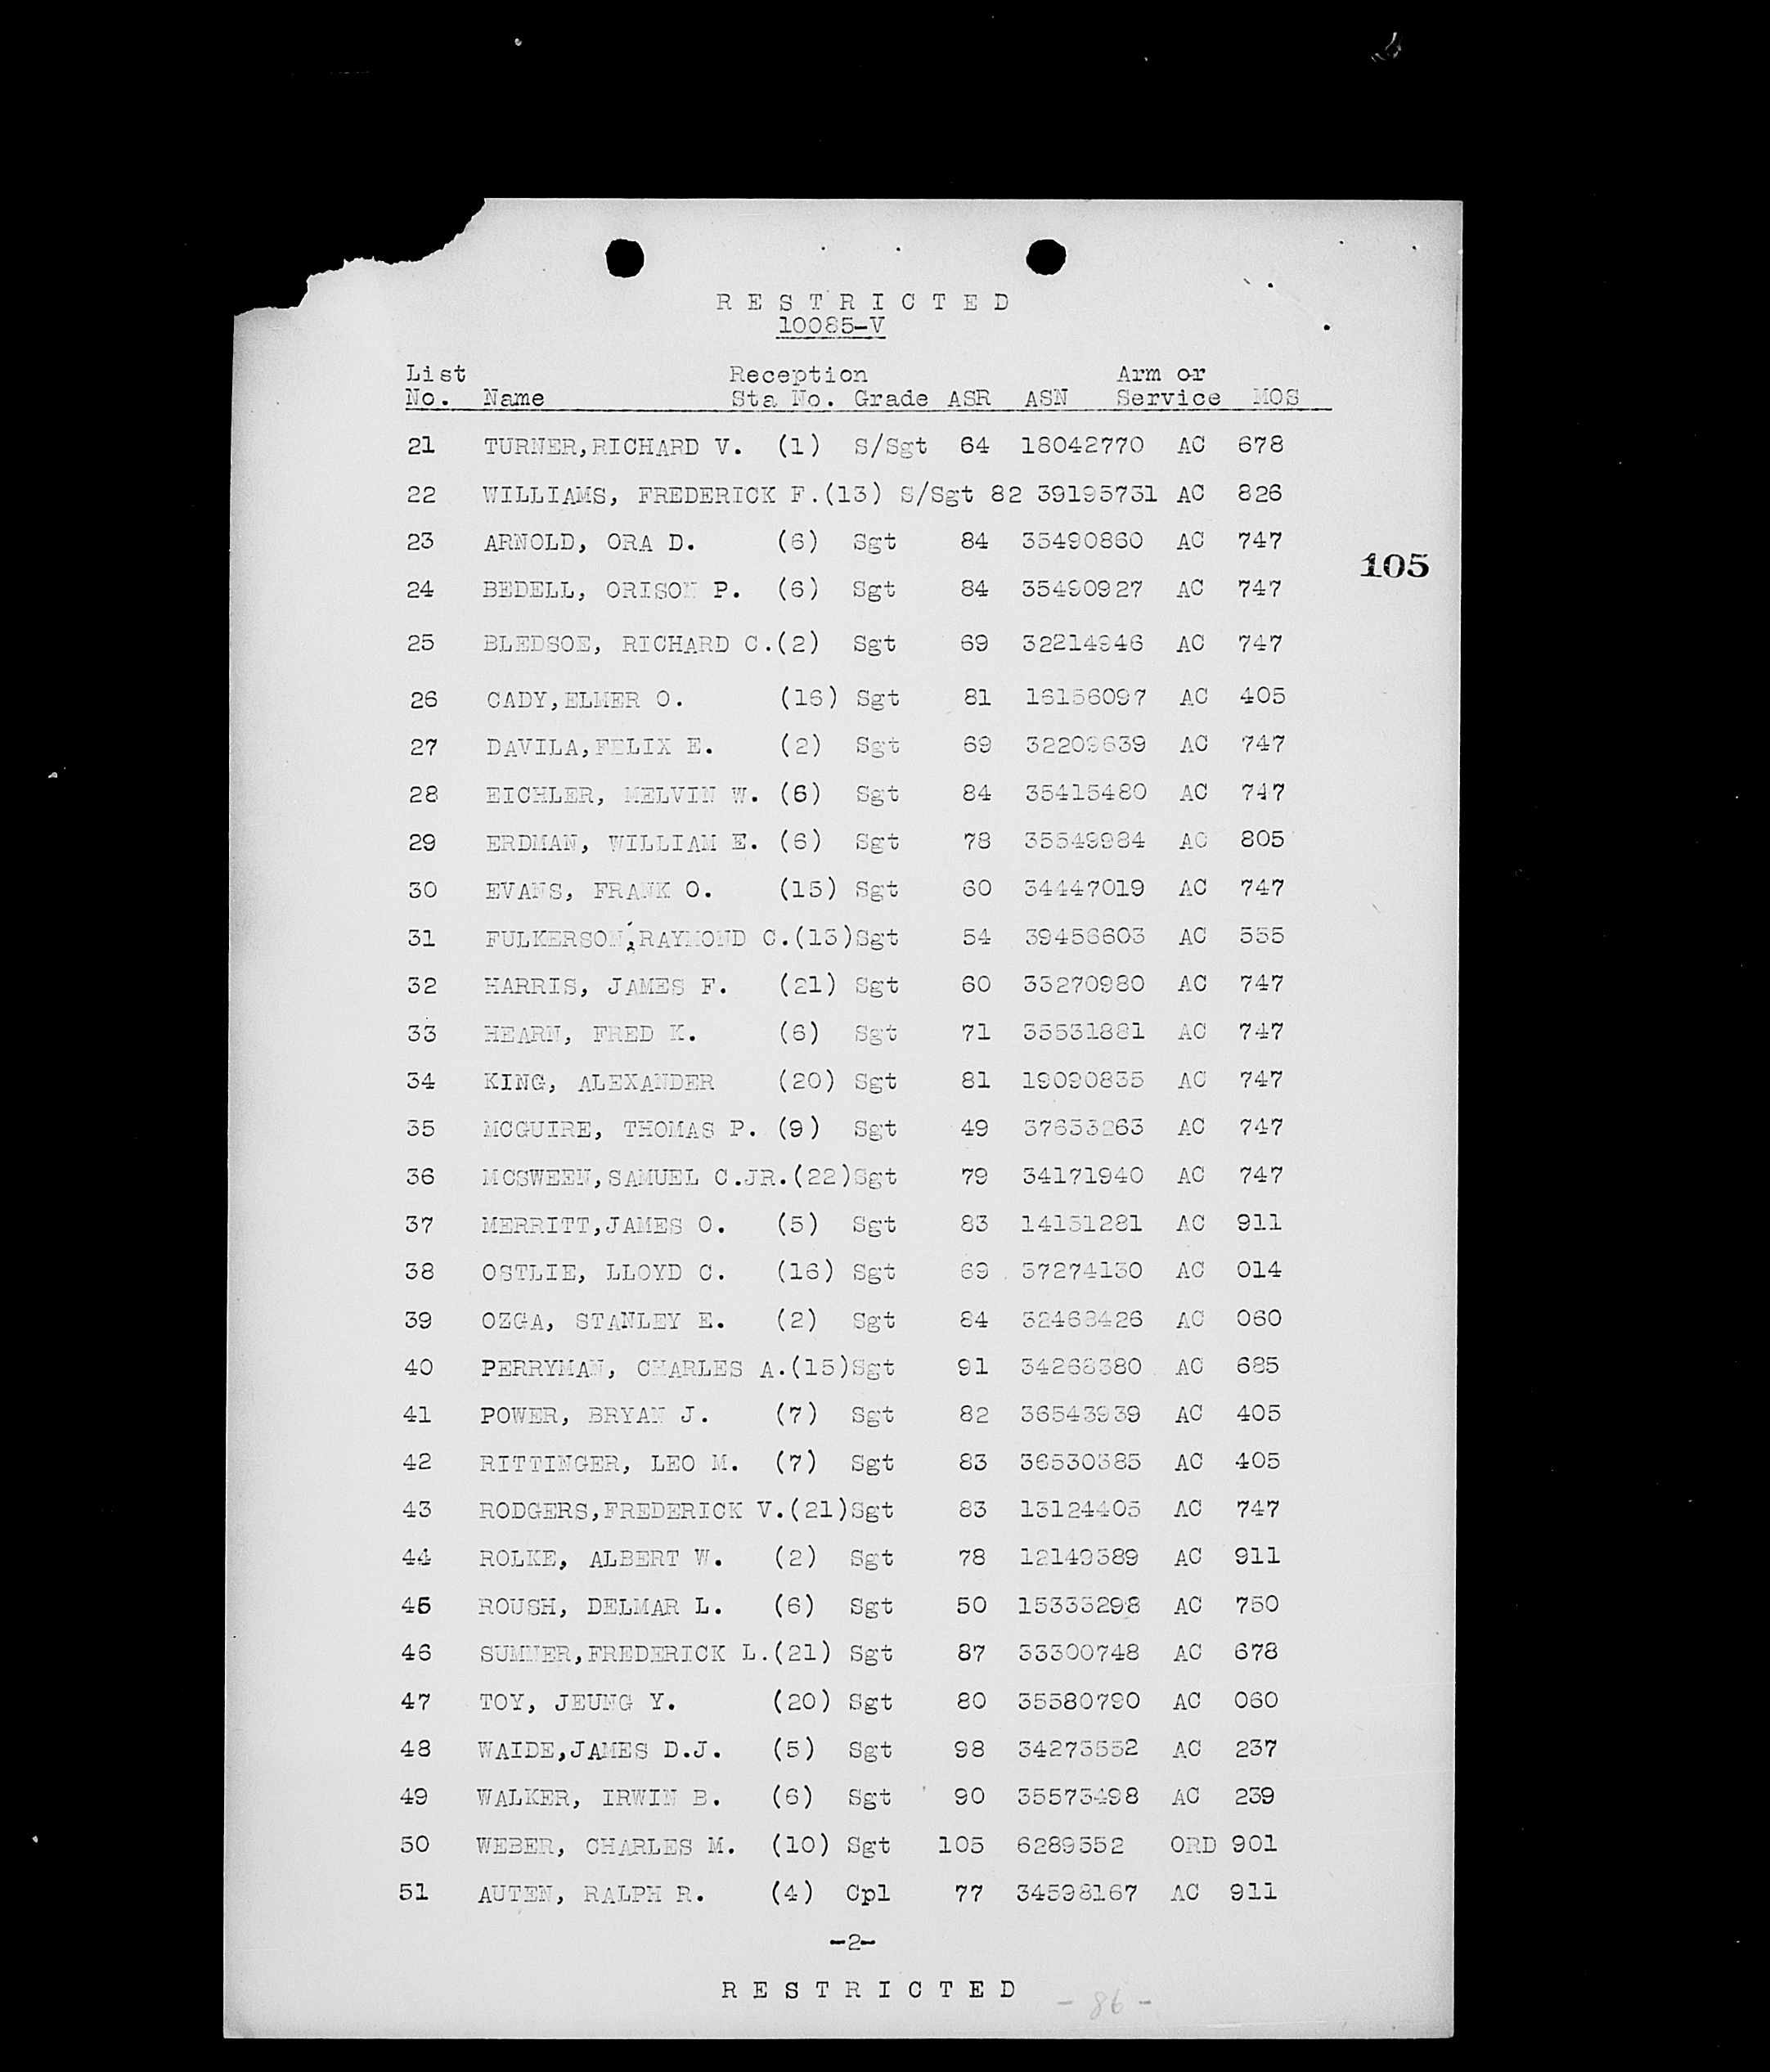 R E S T R I C T E D
10085-V
List Reception Arm or
No. Name Sta No. Grade ASR ASN Service MOS
21 TURNER,RICHARD V. (1) S/Sgt 64 18042770 AC 678
22 WILLIAMS, FREDERICK F.(13) S/Sgt 82 39195731 AC 826
23 ARNOLD, ORA D. (6) Sgt 84 35490860 AC 747
105
24 BEDELL, ORISON P. (6) Sgt 84 35490927 AC 747
25 BLEDSOE, RICHARD C.(2) Sgt 69 32214946 AC 747
26 CADY,ELMER O. (16) Sgt 81 16156097 AC 405
27 DAVILA,FELIX E. (2) Sgt 69 32209639 AC 747
28 EICHLER, MELVIN W. (6) Sgt 84 35415480 AC 747
29 ERDMAN, WILLIAM E. (6) Sgt 78 35549984 AC 805
30 EVANS, FRANK O. (15) Sgt 60 34447019 AC 747
31 FULKERSON,RAYMOND C.(13)Sgt 54 39456603 AC 555
32 HARRIS, JAMES F. (21) Sgt 60 33270980 AC 747
33 HEARN, FRED K. (6) Sgt 71 35531881 AC 747
34 KING, ALEXANDER (20) Sgt 81 19090835 AC 747
35 MCGUIRE, THOMAS P. (9) Sgt 49 37633263 AC 747
36 MCSWEEN,SAMUEL C.JR.(22)Sgt 79 34171940 AC 747
37 MERRITT,JAMES O. (5) Sgt 83 14151281 AC 911
38 OSTLIE, LLOYD C. (16) Sgt 69 37274130 AC 014
39 OZGA, STANLEY E. (2) Sgt 84 32468426 AC 060
40 PERRYMAN, CHARLES A.(15)Sgt 91 34268380 AC 685
41 POWER, BRYAN J. (7) Sgt 82 36543939 AC 405
42 RITTINGER, LEO M. (7) Sgt 83 36530385 AC 405
43 RODGERS,FREDERICK V.(21)Sgt 83 13124405 AC 747
44 ROLKE, ALBERT W. (2) Sgt 78 12149589 AC 911
45 ROUSH, DELMAR L. (6) Sgt 50 15333298 AC 750
46 SUMNER,FREDERICK L.(21) Sgt 87 33300748 AC 678
47 TOY, JEUNG Y. (20) Sgt 80 35580790 AC 060
48 WAIDE,JAMES D.J. (5) Sgt 98 34273552 AC 237
49 WALKER, IRWIN B. (6) Sgt 90 35573498 AC 239
50 WEBER, CHARLES M. (10) Sgt 105 6289552 ORD 901
51 AUTEN, RALPH R. (4) Cpl 77 34598167 AC 911
-2-
R E S T R I C T E D
- 86 -